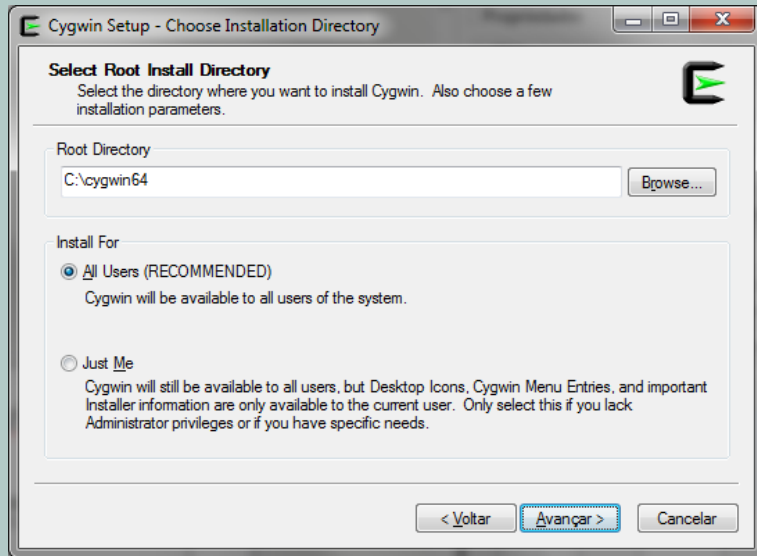 Cygwin Setup - Choose Installation Directory
Select Root Install Directory
Select the directory where you want to install Cygwin. Also choose a few
installation parameters.
Root Directory
C:\cygwin64
Browse...
Install For
All Users (RECOMMENDED)
Cygwin will be available to all users of the system.
Just Me
Cygwin will still be available to all users, but Desktop Icons, Cygwin Menu Entries, and important
Installer information are only available to the current user. Only select this if you lack
Administrator privileges or if you have specific needs.
< Voltar
Avançar >
Cancelar